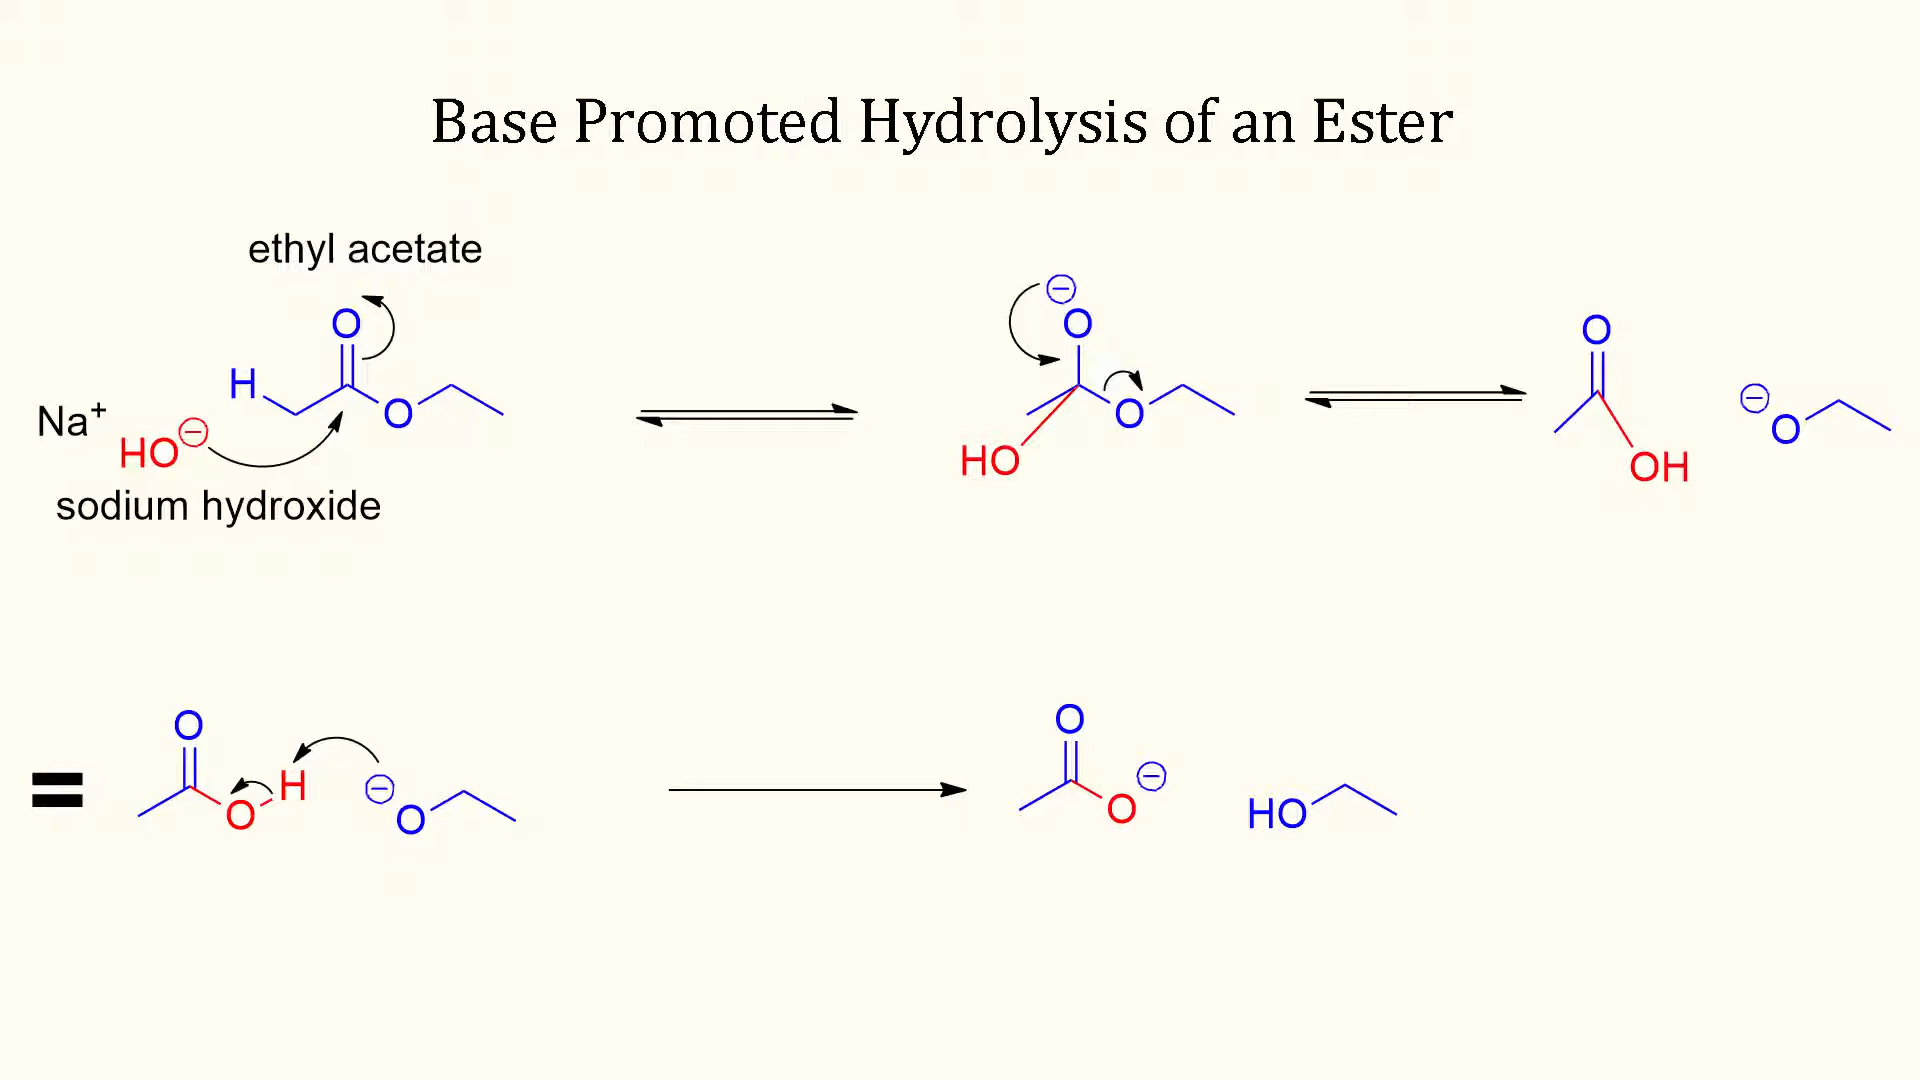 Base Promoted Hydrolysis of an Ester
ethyl acetate
O
H
O
Na+
HO⊖
sodium hydroxide
⊖
O
O
HO
O
OH
⊖
O
=
O
O
H
⊖
O
O
O
⊖
HO